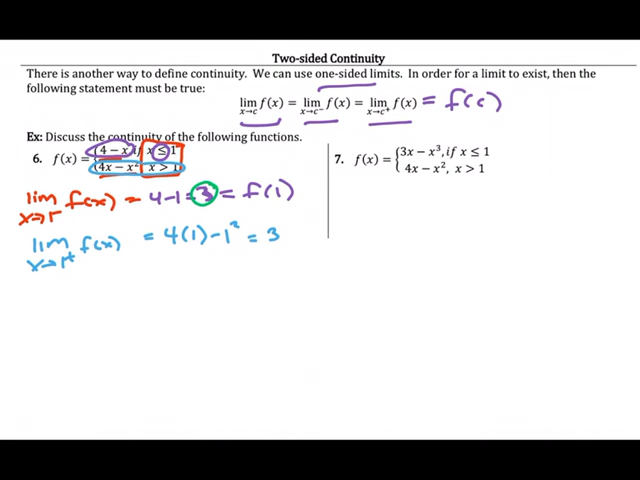 Two-sided Continuity
There is another way to define continuity. We can use one-sided limits. In order for a limit to exist, then the
following statement must be true:
lim f(x) = lim f(x) = lim f(x) = f(c)
x→c x→c⁻ x→c⁺
Ex: Discuss the continuity of the following functions.
6. f(x) = {4 − x, if x ≤ 1
4x − x², x > 1
lim f(x) = 4-1 = 3 = f(1)
x→1⁻
lim f(x) = 4(1) - 1² = 3
x→1⁺
7. f(x) = {3x − x³, if x ≤ 1
4x − x², x > 1